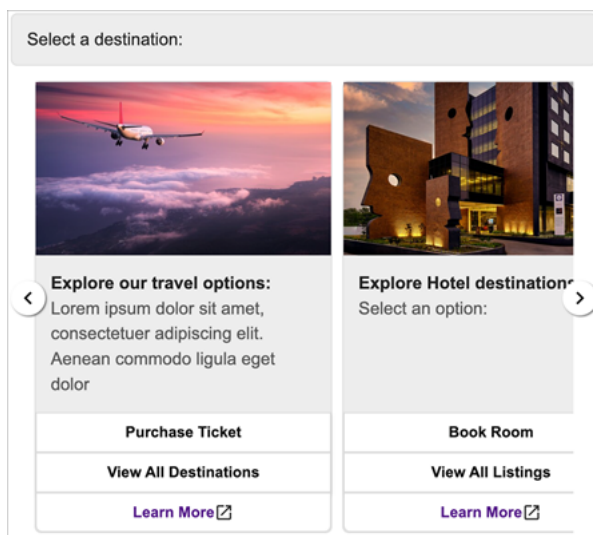 Select a destination:
Explore our travel options:
Lorem ipsum dolor sit amet,
consectetuer adipiscing elit.
Aenean commodo ligula eget
dolor
Purchase Ticket
View All Destinations
Learn More
Explore Hotel destinations
Select an option:
Book Room
View All Listings
Learn More